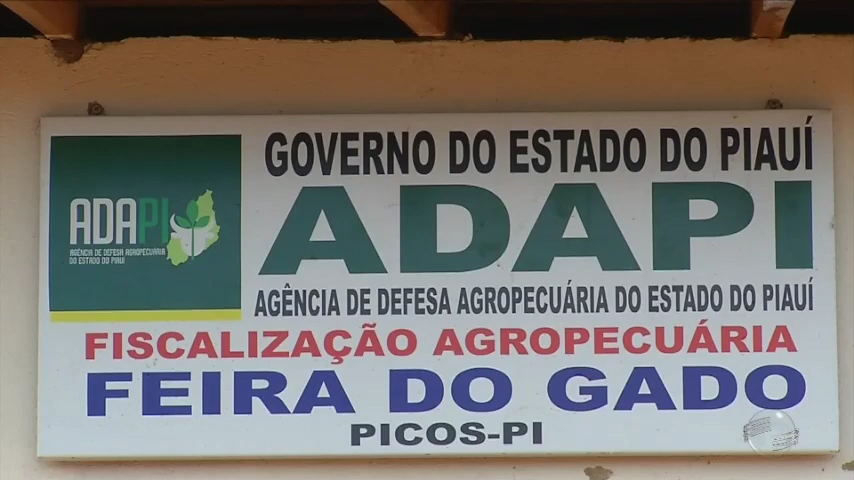 GOVERNO DO ESTADO DO PIAUÍ
ADAPI
AGÊNCIA DE DEFESA AGROPECUÁRIA
DO ESTADO DO PIAUÍ
ADAPI
AGÊNCIA DE DEFESA AGROPECUÁRIA DO ESTADO DO PIAUÍ
FISCALIZAÇÃO AGROPECUÁRIA
FEIRA DO GADO
PICOS-PI